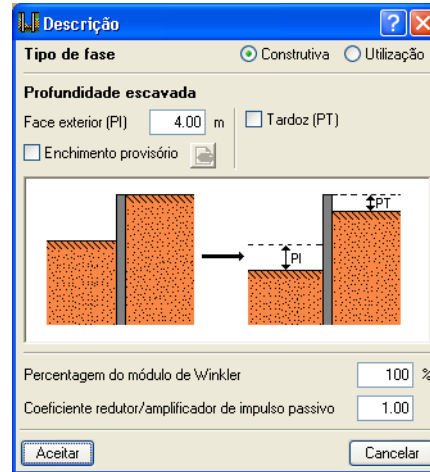 Descrição
Tipo de fase Construtiva Utilização
Profundidade escavada
Face exterior (PI) 4.00 m Tardoz (PT)
Enchimento provisório
PT
PI
Percentagem do módulo de Winkler 100 %
Coeficiente redutor/amplificador de impulso passivo 1.00
Aceitar Cancelar